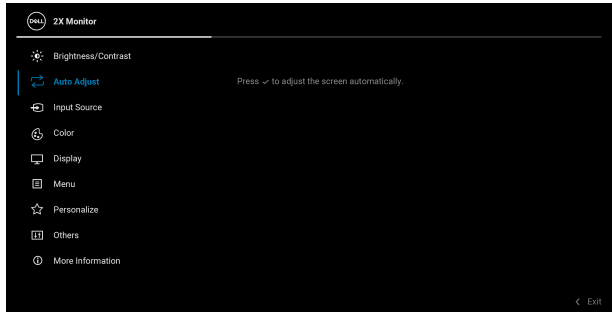 DELL 2X Monitor
Brightness/Contrast
Auto Adjust
Press ✓ to adjust the screen automatically.
Input Source
Color
Display
Menu
Personalize
Others
More Information
Exit